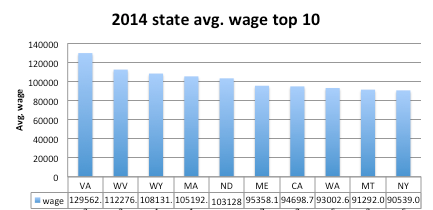 2014 state avg. wage top 10
140000
120000
100000
80000
60000
40000
20000
0
Avg. wage
VA WV WY MA ND ME CA WA MT NY
wage 129562. 112276. 108131. 105192. 103128 95358.1 94698.7 93002.6 91292.0 90539.0